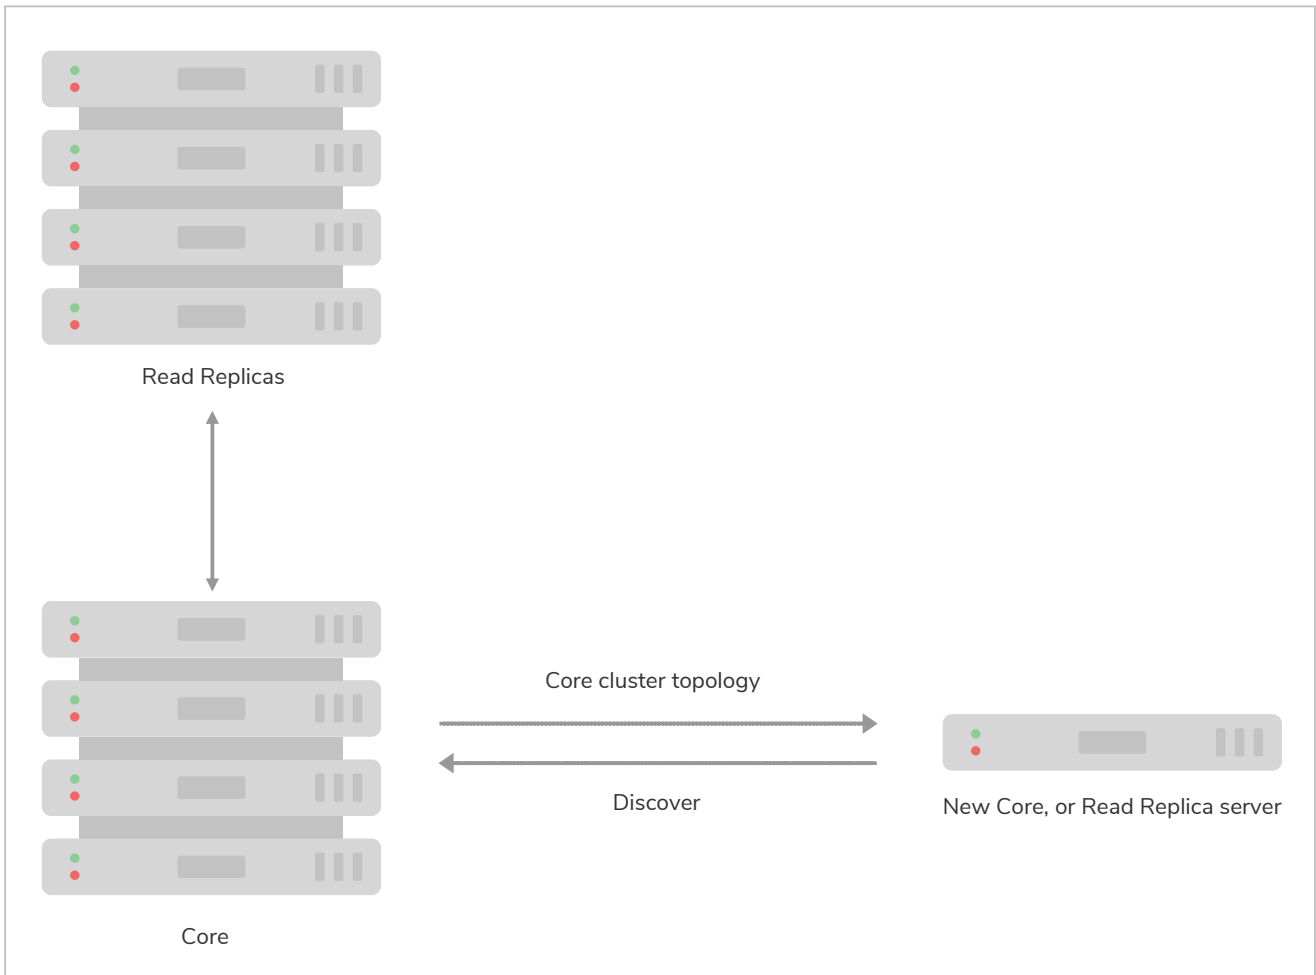 Read Replicas
Core cluster topology
Discover
New Core, or Read Replica server
Core